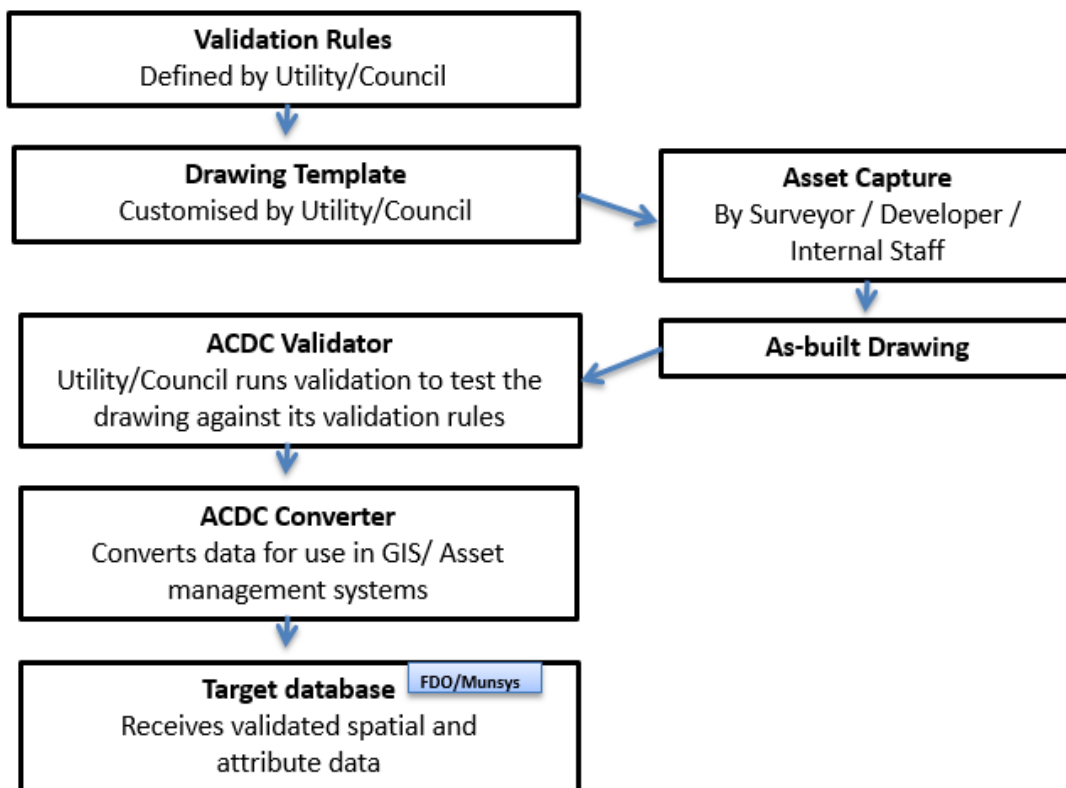 Validation Rules
Defined by Utility/Council
Drawing Template
Customised by Utility/Council
Asset Capture
By Surveyor / Developer /
Internal Staff
As-built Drawing
ACDC Validator
Utility/Council runs validation to test the
drawing against its validation rules
ACDC Converter
Converts data for use in GIS/ Asset
management systems
Target database
FDO/Munsys
Receives validated spatial and
attribute data